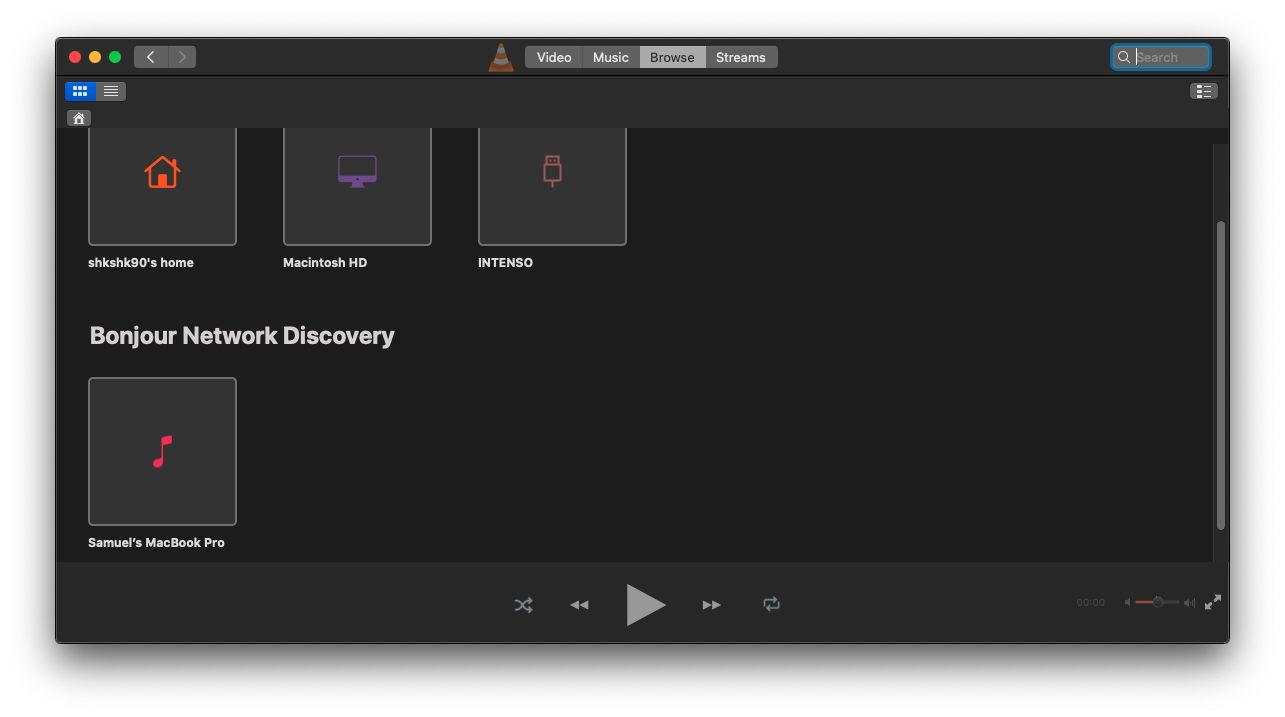 Video Music Browse Streams Search
shkshk90's home Macintosh HD INTENSO
Bonjour Network Discovery
Samuel’s MacBook Pro
00:00